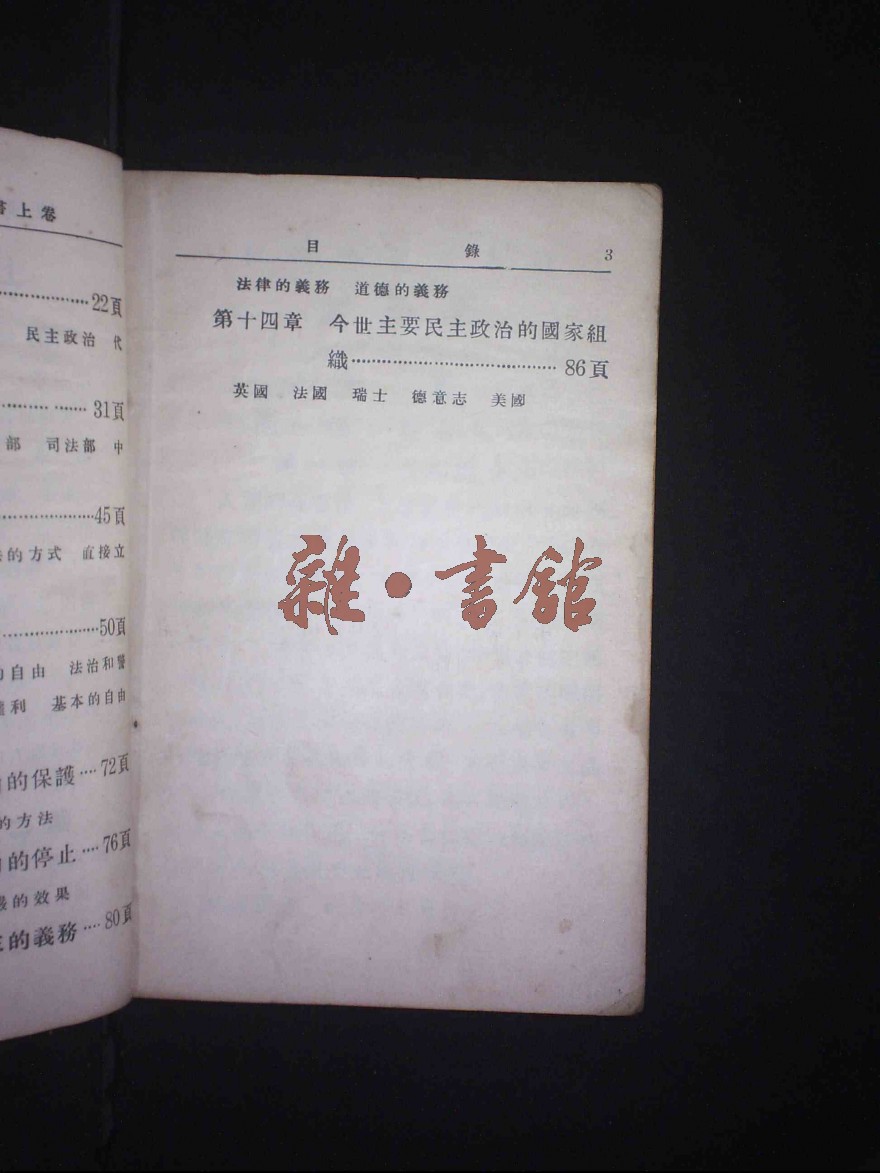 上卷
22頁
民主政治 代
31頁
部 司法部 中
45頁
的方式 直接立
50頁
自由 法治和警
利 基本的自由
的保護····72頁
的方法
的停止····76頁
的效果
的義務····80頁
目 錄 3
法律的義務 道德的義務
第十四章 今世主要民主政治的國家組
織········································86頁
英國 法國 瑞士 德意志 美國
雜·書館